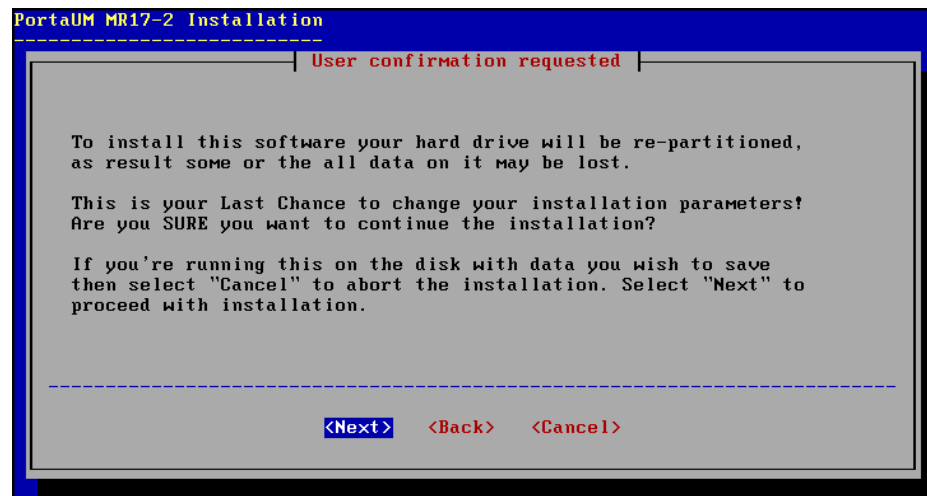 PortaUM MR17-2 Installation
---------------------------
User confirmation requested
To install this software your hard drive will be re-partitioned,
as result some or the all data on it may be lost.
This is your Last Chance to change your installation parameters!
Are you SURE you want to continue the installation?
If you're running this on the disk with data you wish to save
then select "Cancel" to abort the installation. Select "Next" to
proceed with installation.
<Next> <Back> <Cancel>